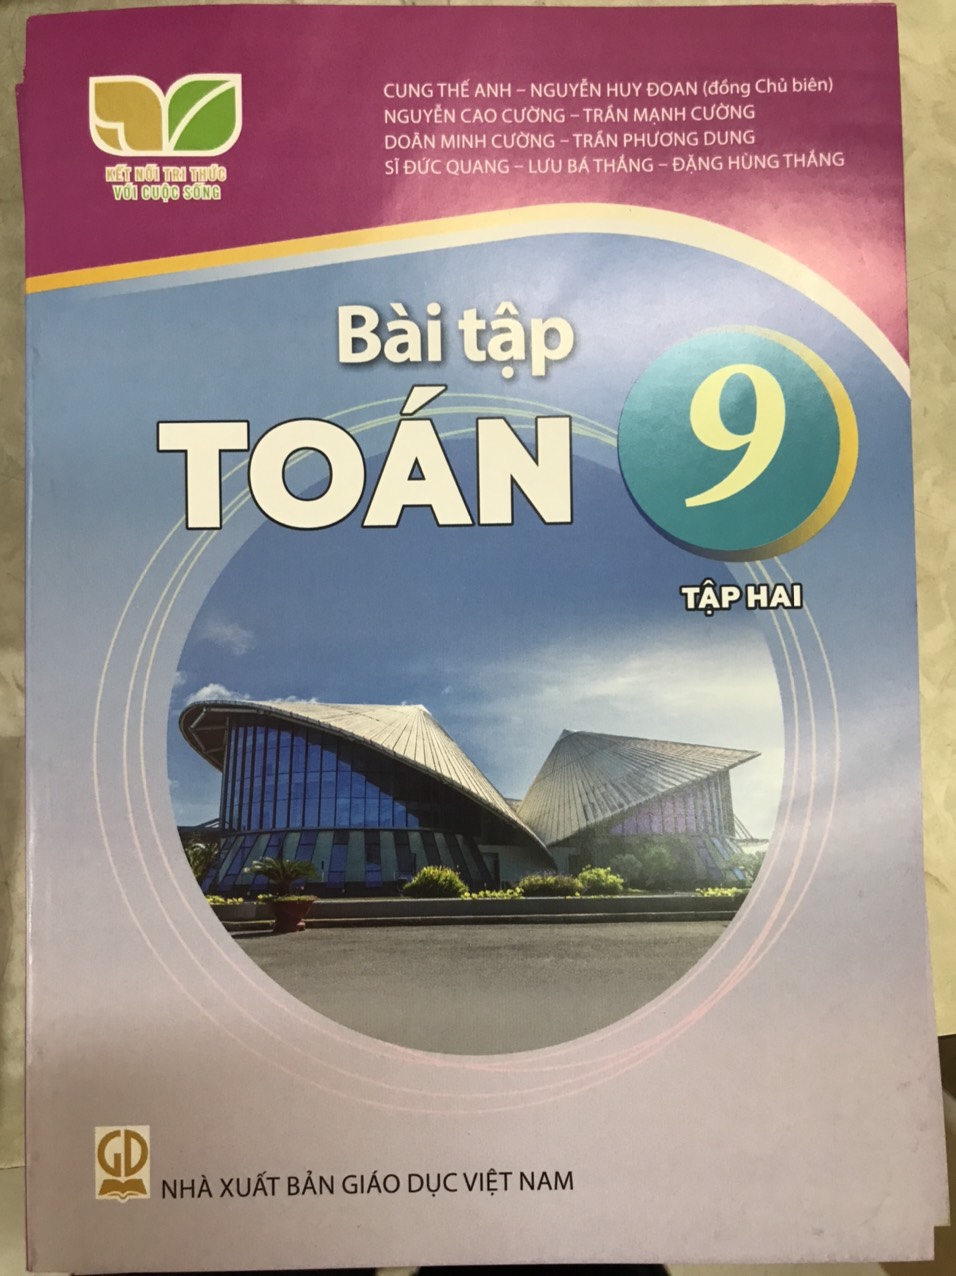 CUNG THẾ ANH – NGUYỄN HUY ĐOAN (đồng Chủ biên)
NGUYỄN CAO CƯỜNG – TRẦN MẠNH CƯỜNG
DOÃN MINH CƯỜNG – TRẦN PHƯƠNG DUNG
SĨ ĐỨC QUANG – LƯU BÁ THẮNG – ĐẶNG HÙNG THẮNG
KẾT NỐI TRI THỨC
VỚI CUỘC SỐNG
Bài tập
TOÁN 9
TẬP HAI
GD
NHÀ XUẤT BẢN GIÁO DỤC VIỆT NAM